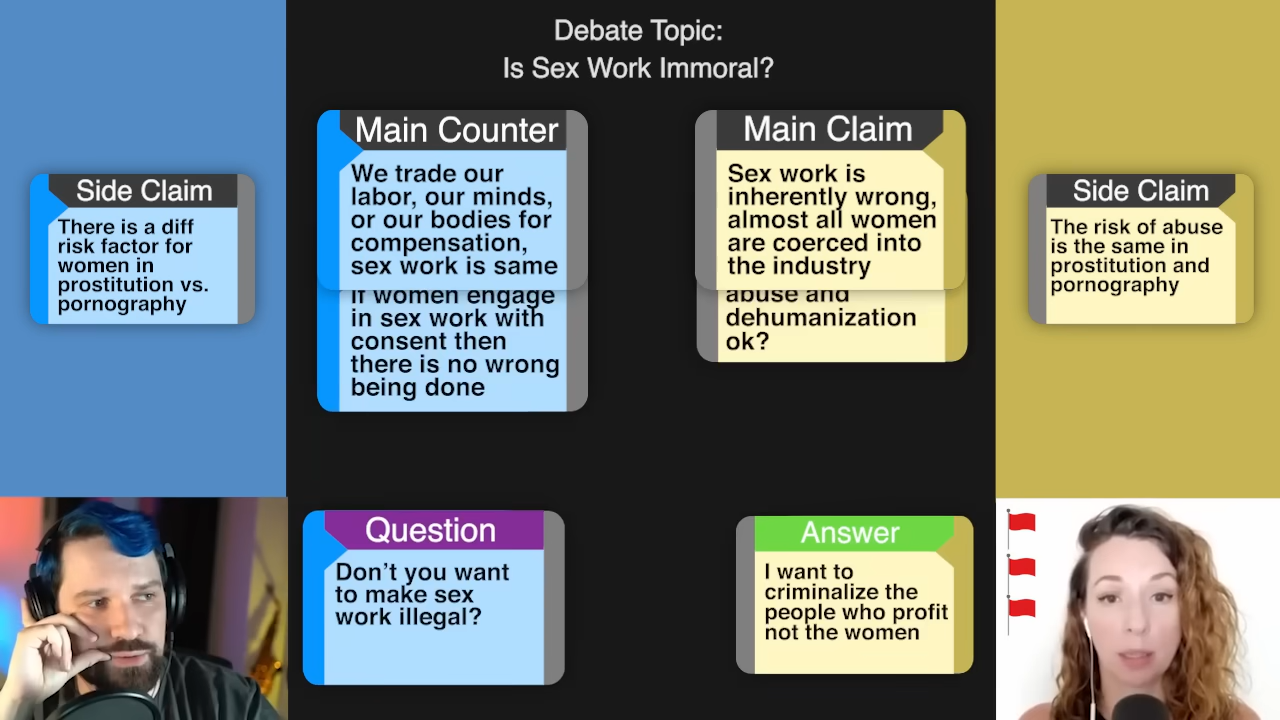 Debate Topic:
Is Sex Work Immoral?
Main Counter
We trade our
labor, our minds,
or our bodies for
compensation,
sex work is same
If women engage
in sex work with
consent then
there is no wrong
being done
Main Claim
Sex work is
inherently wrong,
almost all women
are coerced into
the industry
abuse and
dehumanization
ok?
Side Claim
There is a diff
risk factor for
women in
prostitution vs.
pornography
Side Claim
The risk of abuse
is the same in
prostitution and
pornography
Question
Don’t you want
to make sex
work illegal?
Answer
I want to
criminalize the
people who profit
not the women